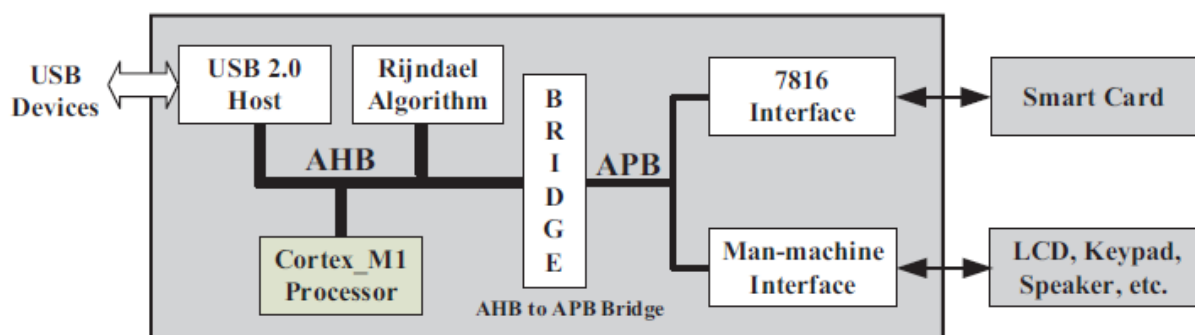 USB
Devices
USB 2.0
Host
Rijndael
Algorithm
AHB
Cortex_M1
Processor
B
R
I
D
G
E
AHB to APB Bridge
APB
7816
Interface
Smart Card
Man-machine
Interface
LCD, Keypad,
Speaker, etc.